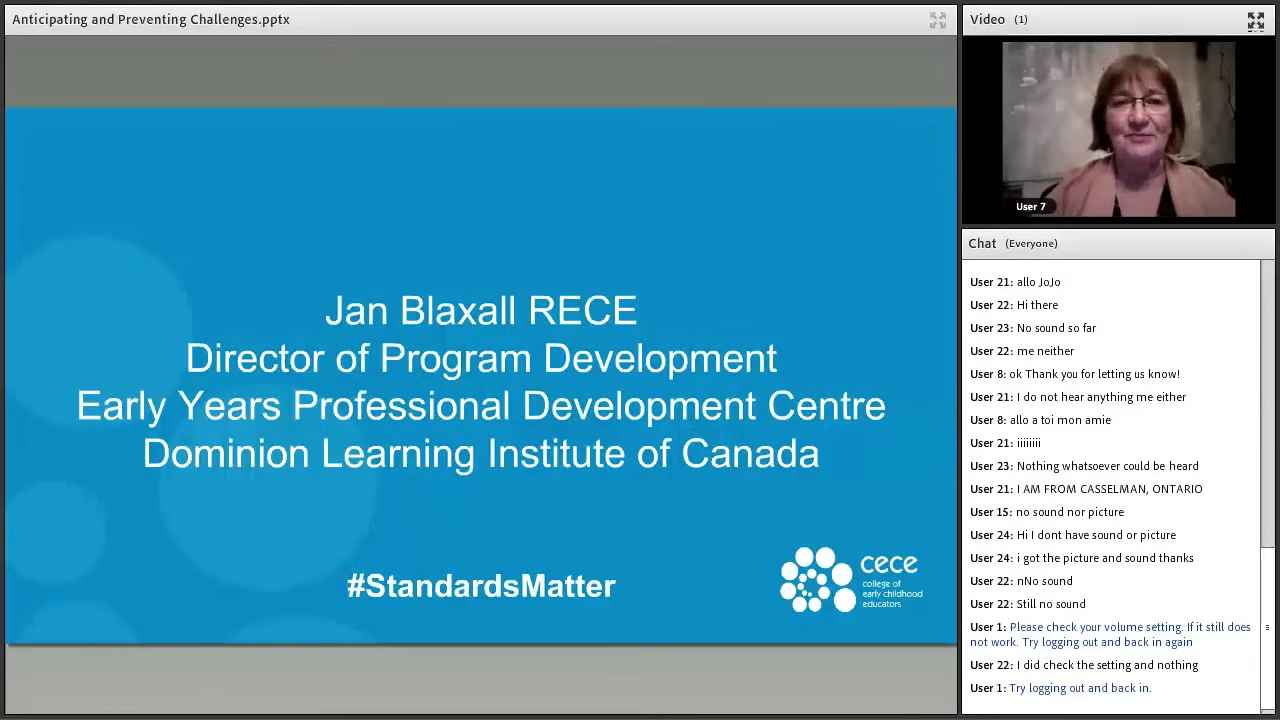 Anticipating and Preventing Challenges.pptx
Jan Blaxall RECE
Director of Program Development
Early Years Professional Development Centre
Dominion Learning Institute of Canada
#StandardsMatter
cece
college of
early childhood
educators
Video (1)
User 7
Chat (Everyone)
User 21: allo JoJo
User 22: Hi there
User 23: No sound so far
User 22: me neither
User 8: ok Thank you for letting us know!
User 21: I do not hear anything me either
User 8: allo a toi mon amie
User 21: iiiiiiii
User 23: Nothing whatsoever could be heard
User 21: I AM FROM CASSELMAN, ONTARIO
User 15: no sound nor picture
User 24: Hi I dont have sound or picture
User 24: i got the picture and sound thanks
User 22: nNo sound
User 22: Still no sound
User 1: Please check your volume setting. If it still does
not work. Try logging out and back in again
User 22: I did check the setting and nothing
User 1: Try logging out and back in.